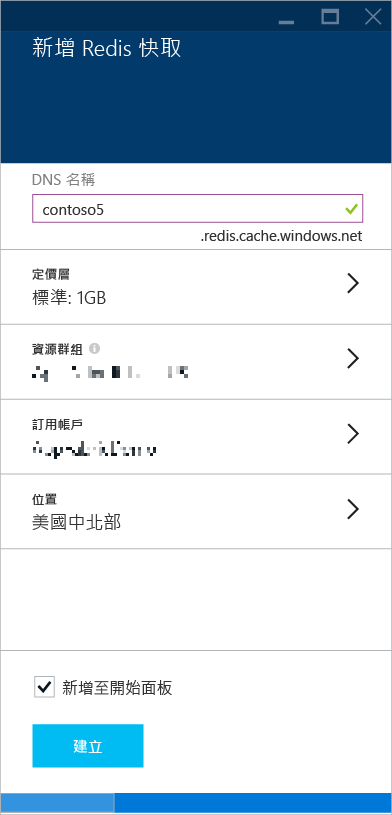 新增 Redis 快取
DNS 名稱
contoso5
.redis.cache.windows.net
定價層
標準: 1GB
資源群組
訂用帳戶
位置
美國中北部
新增至開始面板
建立